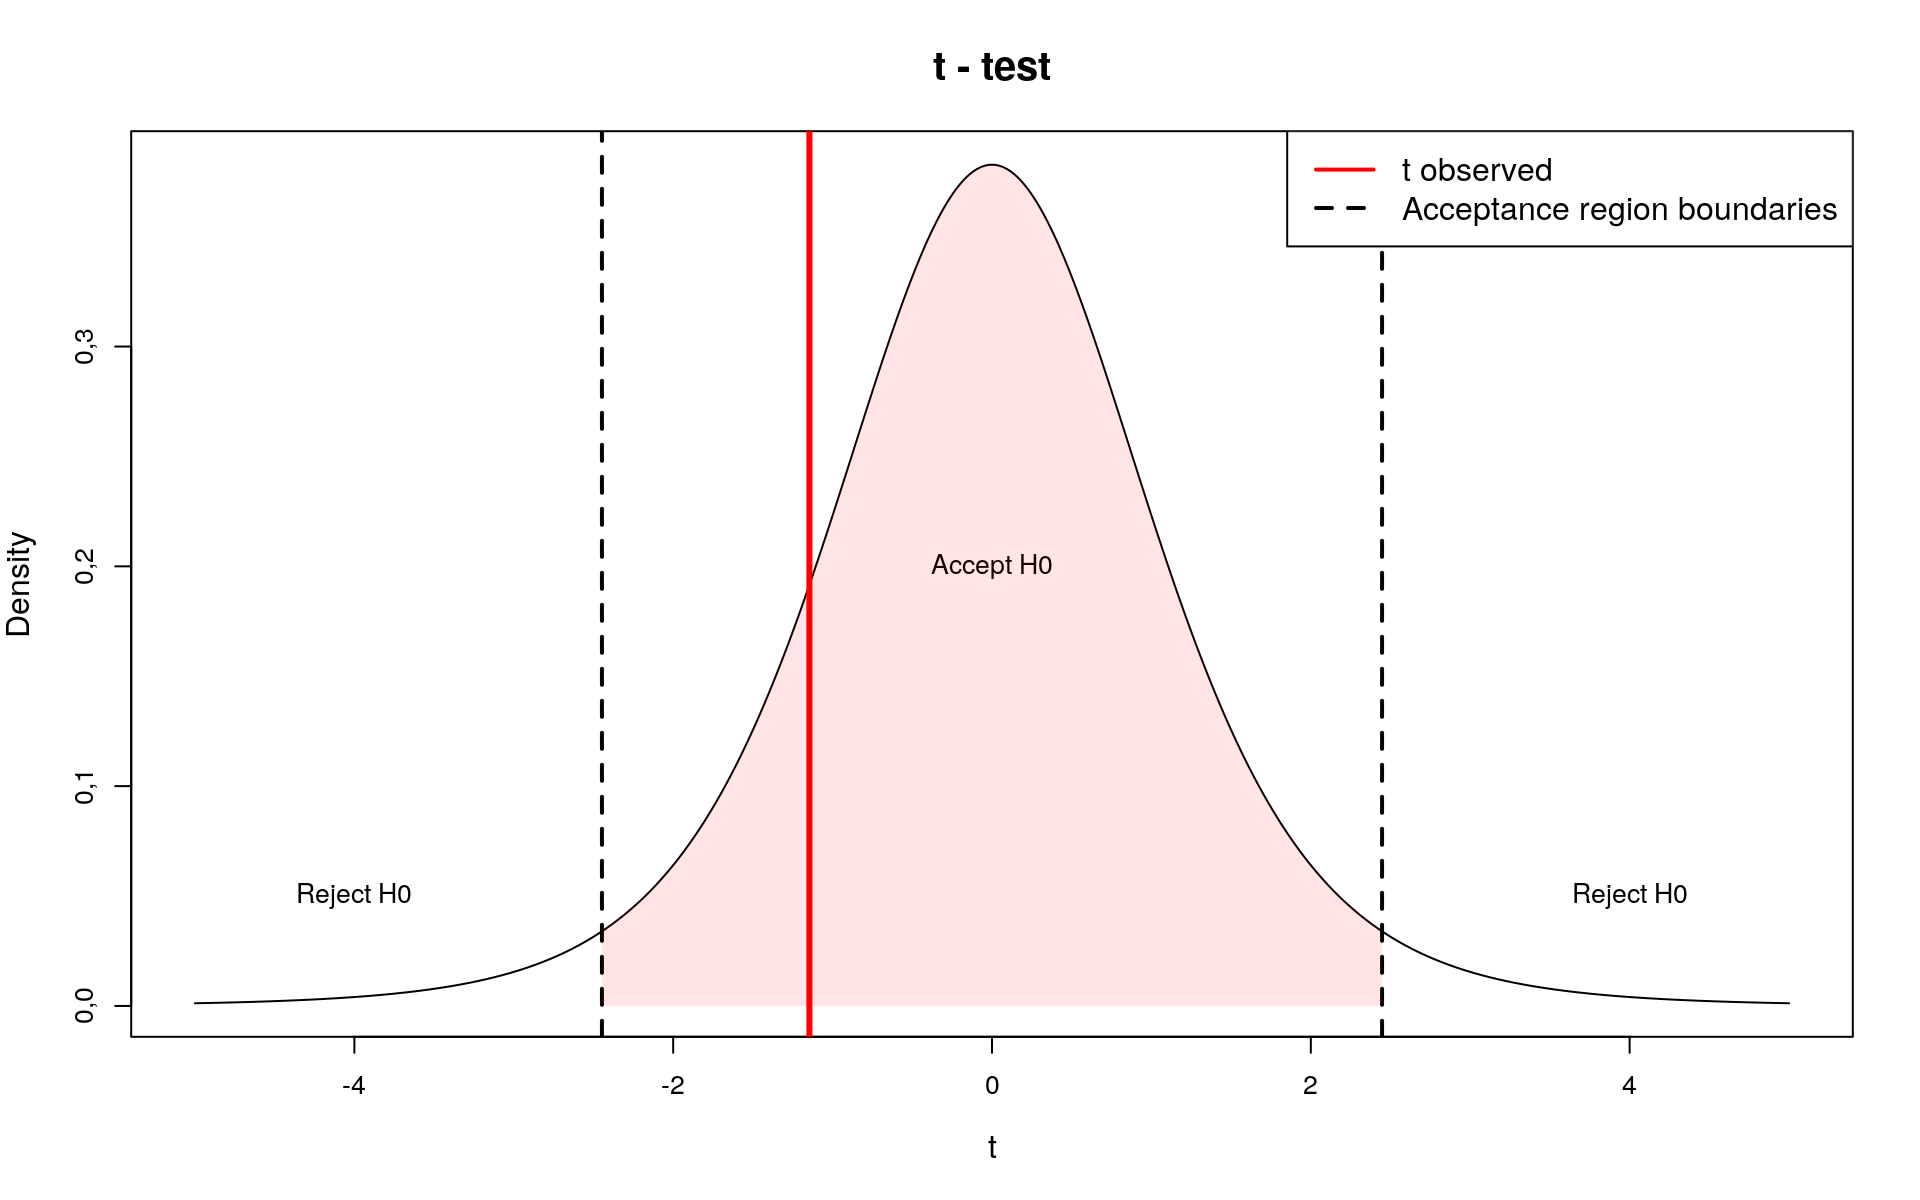 t - test
t observed
Acceptance region boundaries
0,3
0,2
0,1
0,0
Density
Accept H0
Reject H0
Reject H0
-4
-2
0
2
4
t